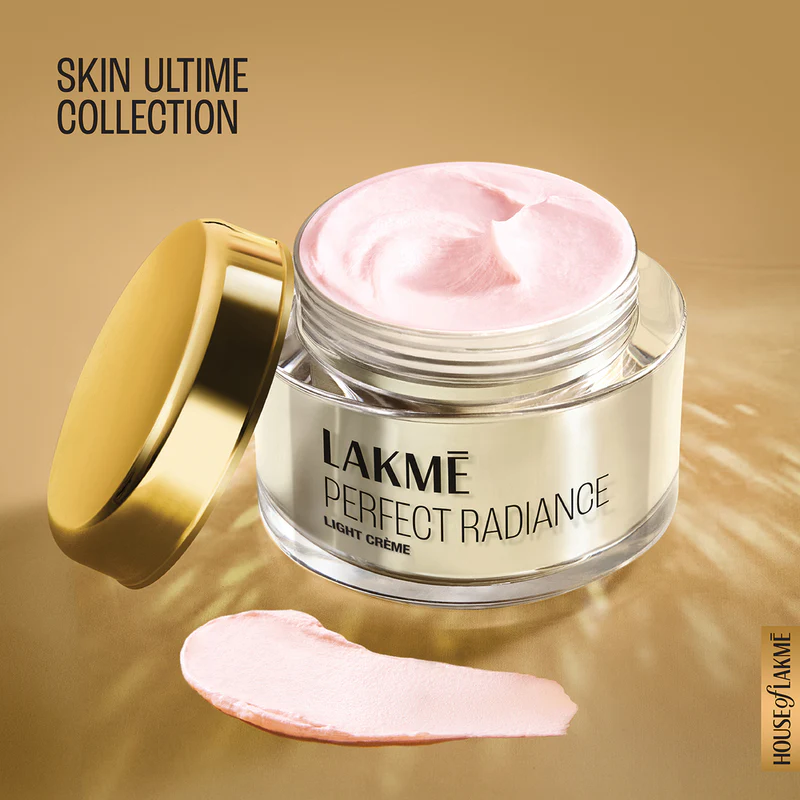 SKIN ULTIME
COLLECTION
LAKMĒ
PERFECT RADIANCE
LIGHT CRÈME
HOUSE of LAKMĒ